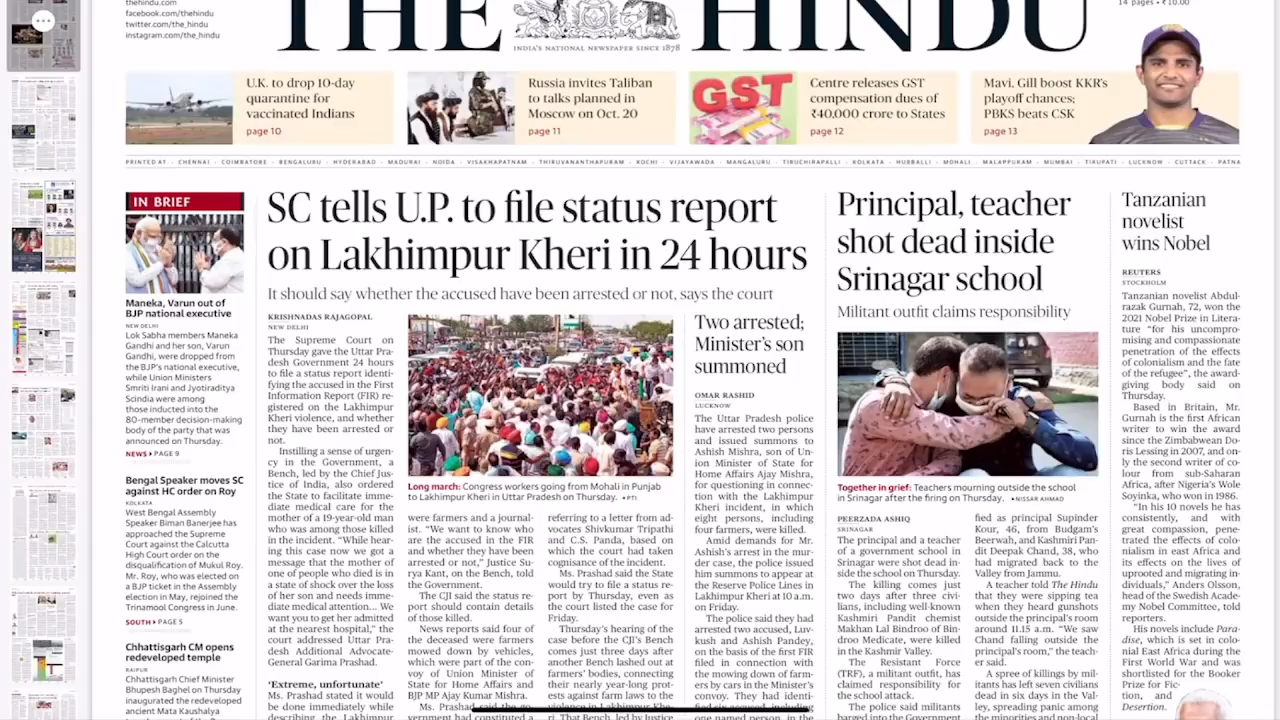 thehindu.com
facebook.com/thehindu
twitter.com/the_hindu
instagram.com/the_hindu
THE HINDU
INDIA'S NATIONAL NEWSPAPER SINCE 1878
14 pages • ₹10.00
U.K. to drop 10-day
quarantine for
vaccinated Indians
page 10
Russia invites Taliban
to talks planned in
Moscow on Oct. 20
page 11
GST
Centre releases GST
compensation dues of
₹40,000 crore to States
page 12
Mavi, Gill boost KKR's
playoff chances;
PBKS beats CSK
page 13
PRINTED AT • CHENNAI • COIMBATORE • BENGALURU • HYDERABAD • MADURAI • NOIDA • VISAKHAPATNAM • THIRUVANANTHAPURAM • KOCHI • VIJAYAWADA • MANGALURU • TIRUCHIRAPALLI • KOLKATA • HUBBALLI • MOHALI • MALAPPURAM • MUMBAI • TIRUPATI • LUCKNOW • CUTTACK • PATNA
IN BRIEF
Maneka, Varun out of
BJP national executive
NEW DELHI
Lok Sabha members Maneka
Gandhi and her son, Varun
Gandhi, were dropped from
the BJP's national executive,
while Union Ministers
Smriti Irani and Jyotiraditya
Scindia were among
those inducted into the
80-member decision-making
body of the party that was
announced on Thursday.
NEWS ▸ PAGE 9
Bengal Speaker moves SC
against HC order on Roy
KOLKATA
West Bengal Assembly
Speaker Biman Banerjee has
approached the Supreme
Court against the Calcutta
High Court order on the
disqualification of Mukul Roy.
Mr. Roy, who was elected on
a BJP ticket in the Assembly
election in May, rejoined the
Trinamool Congress in June.
SOUTH ▸ PAGE 5
Chhattisgarh CM opens
redeveloped temple
RAIPUR
Chhattisgarh Chief Minister
Bhupesh Baghel on Thursday
inaugurated the redeveloped
ancient Mata Kaushalya
SC tells U.P. to file status report
on Lakhimpur Kheri in 24 hours
It should say whether the accused have been arrested or not, says the court
KRISHNADAS RAJAGOPAL
NEW DELHI
The Supreme Court on
Thursday gave the Uttar Pra-
desh Government 24 hours
to file a status report identi-
fying the accused in the First
Information Report (FIR) re-
gistered on the Lakhimpur
Kheri violence, and whether
they have been arrested or
not.
Instilling a sense of urgen-
cy in the Government, a
Bench, led by the Chief Jus-
tice of India, also ordered
the State to facilitate imme-
diate medical care for the
mother of a 19-year-old man
who was among those killed
in the incident. “While hear-
ing this case now we got a
message that the mother of
one of people who died is in
a state of shock over the loss
of her son and needs imme-
diate medical attention... We
want you to get her admitted
at the nearest hospital,” the
court addressed Uttar Pra-
desh Additional Advocate-
General Garima Prashad.
‘Extreme, unfortunate’
Ms. Prashad stated it would
be done immediately while
describing the Lakhimpur
Long march: Congress workers going from Mohali in Punjab
to Lakhimpur Kheri in Uttar Pradesh on Thursday. • PTI
were farmers and a journal-
ist. “We want to know who
are the accused in the FIR
and whether they have been
arrested or not,” Justice Su-
rya Kant, on the Bench, told
the Government.
The CJI said the status re-
port should contain details
of those killed.
News reports said four of
the deceased were farmers
mowed down by vehicles,
which were part of the con-
voy of Union Minister of
State for Home Affairs and
BJP MP Ajay Kumar Mishra.
Ms. Prashad said the go-
vernment had constituted a
referring to a letter from ad-
vocates Shivkumar Tripathi
and C.S. Panda, based on
which the court had taken
cognisance of the incident.
Ms. Prashad said the State
would try to file a status re-
port by Thursday, even as
the court listed the case for
Friday.
Thursday's hearing of the
case before the CJI's Bench
comes just three days after
another Bench lashed out at
farmers' bodies, connecting
their nearly year-long prot-
ests against farm laws to the
violence in Lakhimpur Khe-
ri. That Bench, led by Justice
Two arrested;
Minister's son
summoned
OMAR RASHID
LUCKNOW
The Uttar Pradesh police
have arrested two persons
and issued summons to
Ashish Mishra, son of Un-
ion Minister of State for
Home Affairs Ajay Mishra,
for questioning in connec-
tion with the Lakhimpur
Kheri incident, in which
eight persons, including
four farmers, were killed.
Amid demands for Mr.
Ashish's arrest in the mur-
der case, the police issued
him summons to appear at
the Reserve Police Lines in
Lakhimpur Kheri at 10 a.m.
on Friday.
The police said they had
arrested two accused, Luv-
kush and Ashish Pandey,
on the basis of the first FIR
filed in connection with
the mowing down of farm-
ers by cars in the Minister's
convoy. They had identi-
fied six accused, including
one named person, in the
Principal, teacher
shot dead inside
Srinagar school
Militant outfit claims responsibility
Together in grief: Teachers mourning outside the school
in Srinagar after the firing on Thursday. • NISSAR AHMAD
PEERZADA ASHIQ
SRINAGAR
The principal and a teacher
of a government school in
Srinagar were shot dead in-
side the school on Thursday.
The killing comes just
two days after three civi-
lians, including well-known
Kashmiri Pandit chemist
Makhan Lal Bindroo of Bin-
droo Medicate, were killed
in the Kashmir Valley.
The Resistant Force
(TRF), a militant outfit, has
claimed responsibility for
the school attack.
The police said militants
barged into the Government
fied as principal Supinder
Kour, 46, from Budgam's
Beerwah, and Kashmiri Pan-
dit Deepak Chand, 38, who
had migrated back to the
Valley from Jammu.
A teacher told The Hindu
that they were sipping tea
when they heard gunshots
outside the principal's room
around 11.15 a.m. “We saw
Chand falling outside the
principal's room,” the teach-
er said.
A spree of killings by mil-
itants has left seven civilians
dead in six days in the Val-
ley, spreading panic among
the minorities and non-local
Tanzanian
novelist
wins Nobel
REUTERS
STOCKHOLM
Tanzanian novelist Abdul-
razak Gurnah, 72, won the
2021 Nobel Prize in Litera-
ture “for his uncompro-
mising and compassionate
penetration of the effects
of colonialism and the fate
of the refugee”, the award-
giving body said on
Thursday.
Based in Britain, Mr.
Gurnah is the first African
writer to win the award
since the Zimbabwean Do-
ris Lessing in 2007, and on-
ly the second writer of co-
lour from sub-Saharan
Africa, after Nigeria's Wole
Soyinka, who won in 1986.
“In his 10 novels he has
consistently, and with
great compassion, pene-
trated the effects of colo-
nialism in east Africa and
its effects on the lives of
uprooted and migrating in-
dividuals,” Anders Olsson,
head of the Swedish Acade-
my Nobel Committee, told
reporters.
His novels include Para-
dise, which is set in colo-
nial East Africa during the
First World War and was
shortlisted for the Booker
Prize for Fic-
tion, and
Desertion.